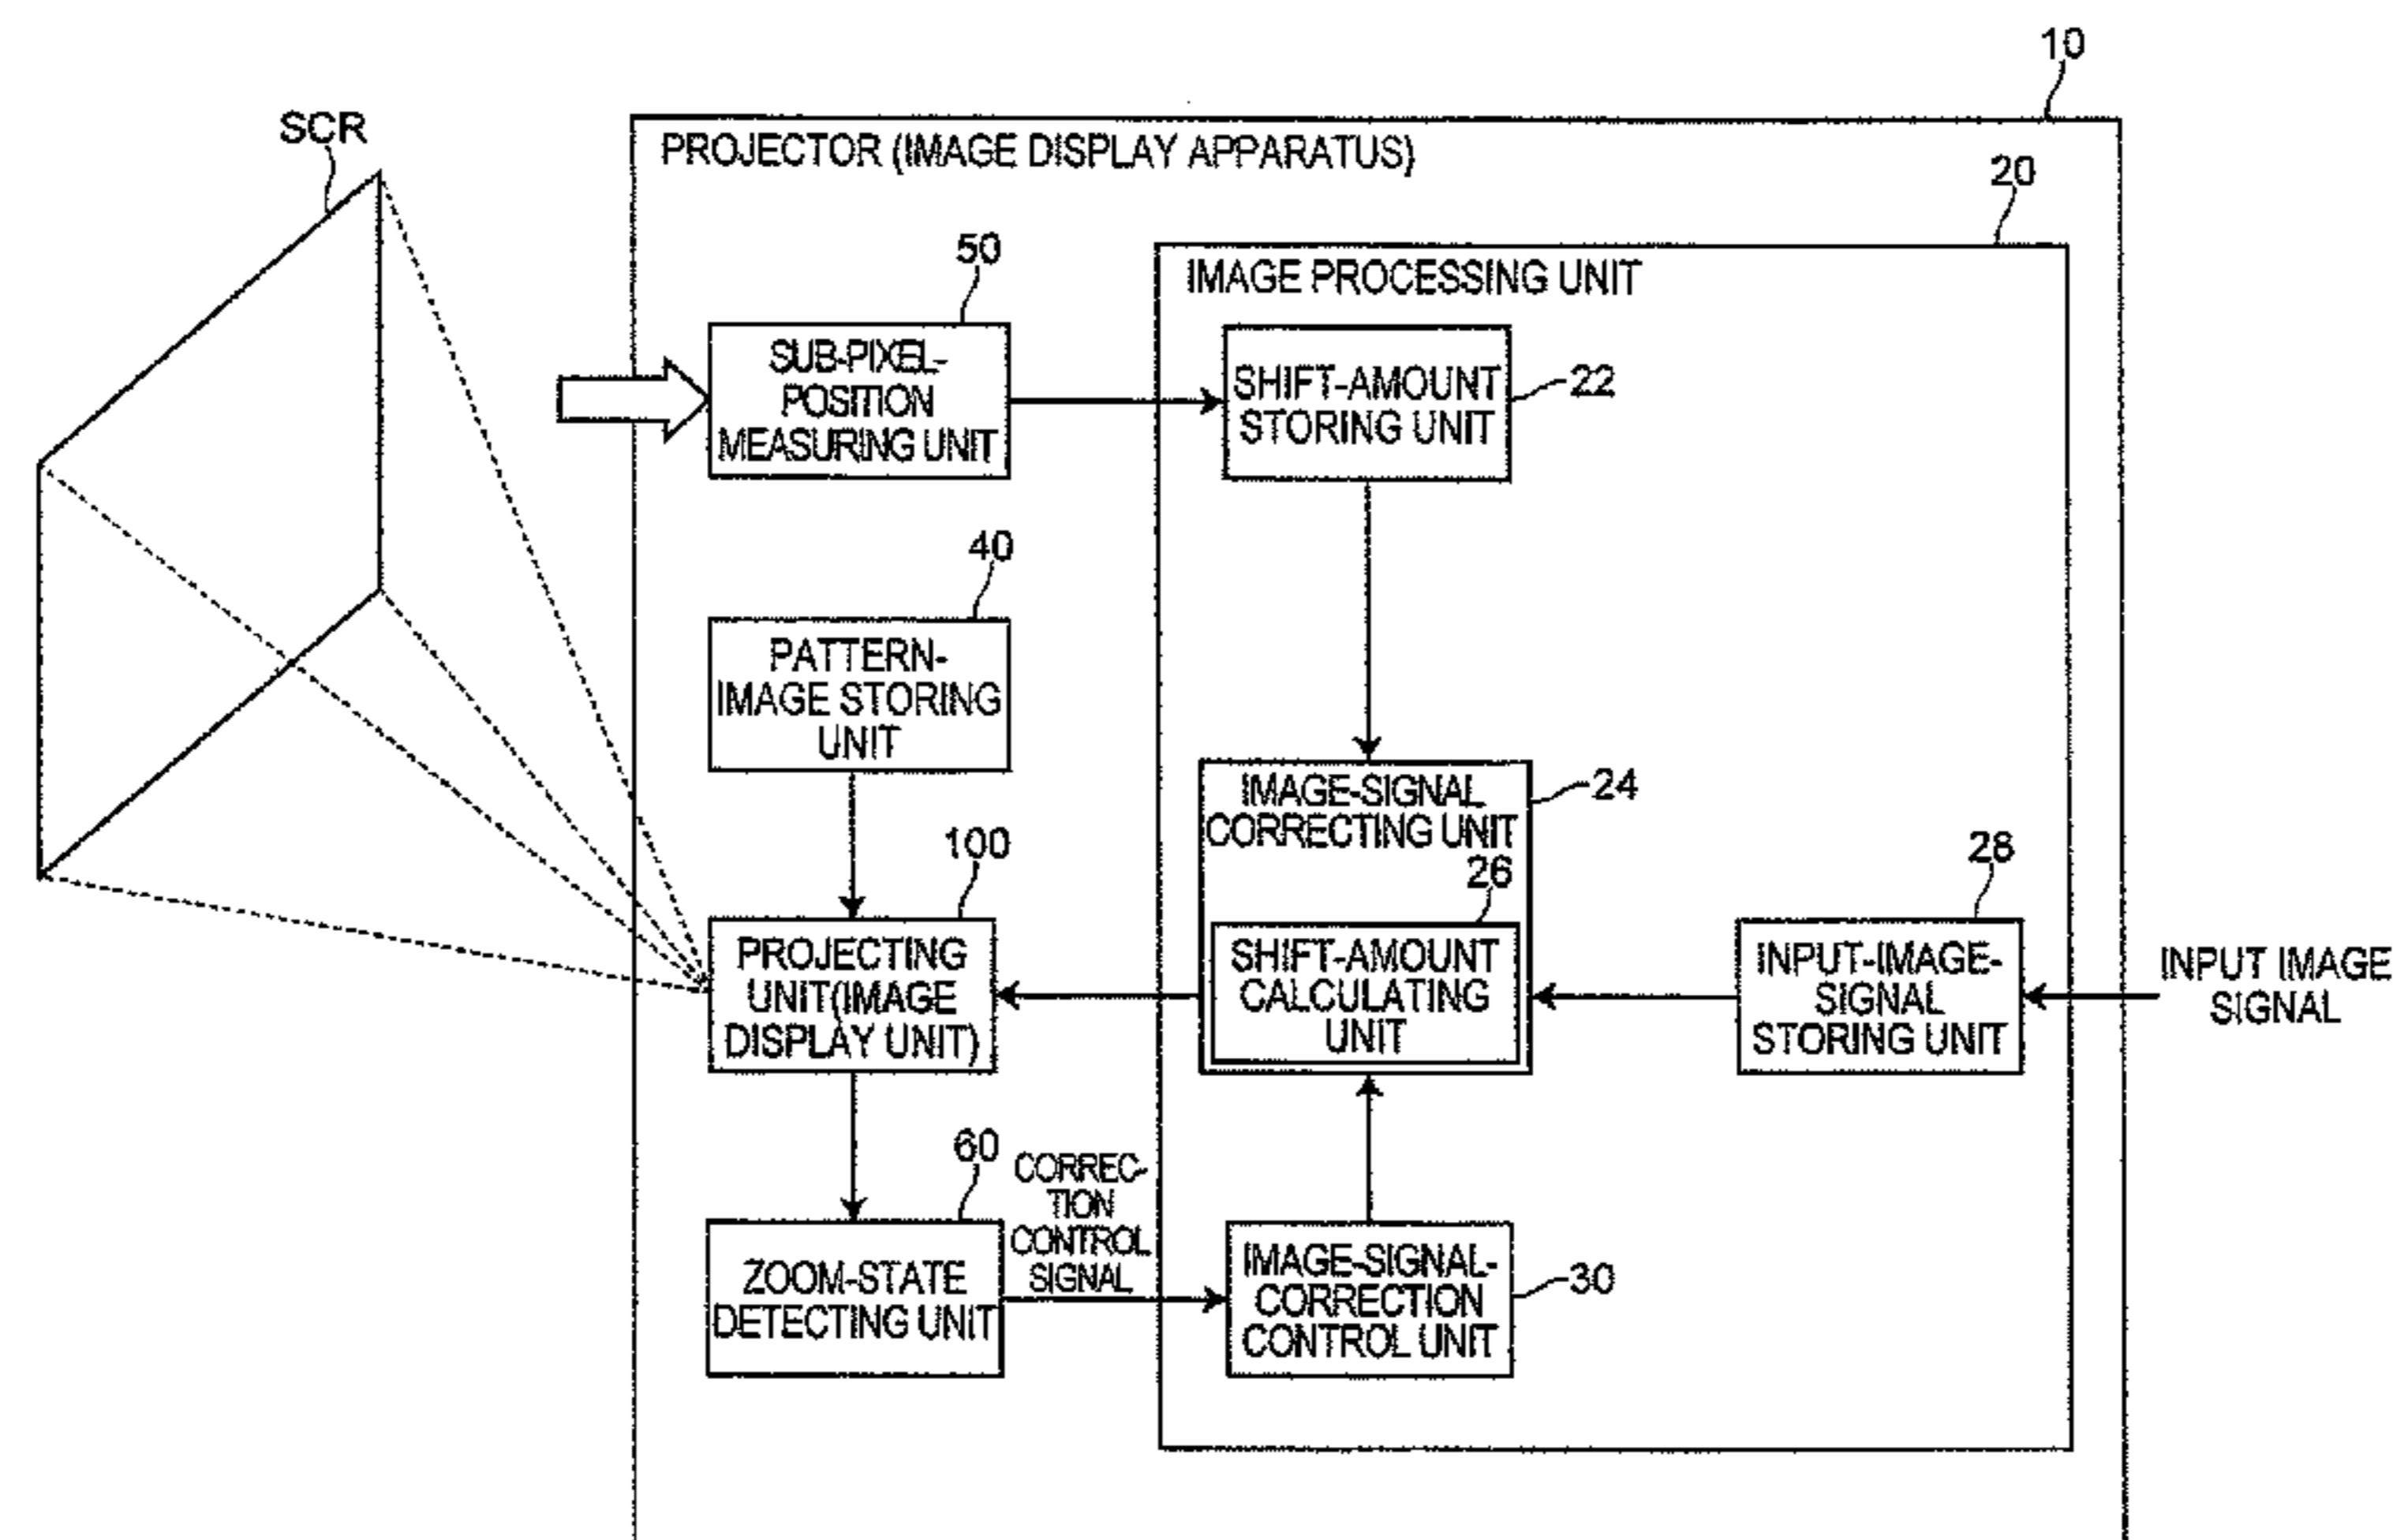 10
SCR
PROJECTOR (IMAGE DISPLAY APPARATUS)
20
50
IMAGE PROCESSING UNIT
SUB-PIXEL-
POSITION
MEASURING UNIT
SHIFT-AMOUNT
STORING UNIT
22
40
PATTERN-
IMAGE STORING
UNIT
IMAGE-SIGNAL
CORRECTING UNIT
24
100
26
28
PROJECTING
UNIT(IMAGE
DISPLAY UNIT)
SHIFT-AMOUNT
CALCULATING
UNIT
INPUT-IMAGE-
SIGNAL
STORING UNIT
INPUT IMAGE
SIGNAL
60
CORREC-
TION
CONTROL
SIGNAL
ZOOM-STATE
DETECTING UNIT
IMAGE-SIGNAL-
CORRECTION
CONTROL UNIT
30